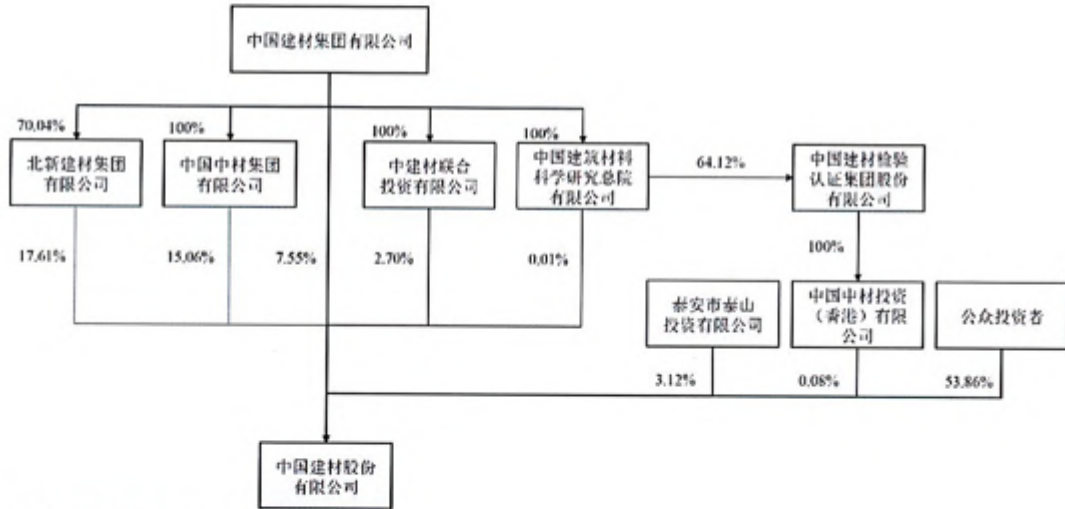 中国建材集团有限公司
70.04%
100%
100%
100%
北新建材集团
有限公司
中国中材集团
有限公司
中建材联合
投资有限公司
中国建筑材料
科学研究总院
有限公司
64.12%
中国建材检验
认证集团股份
有限公司
17.61%
15.06%
7.55%
2.70%
0.01%
100%
泰安市泰山
投资有限公司
中国中材投资
（香港）有限
公司
公众投资者
3.12%
0.08%
53.86%
中国建材股份
有限公司